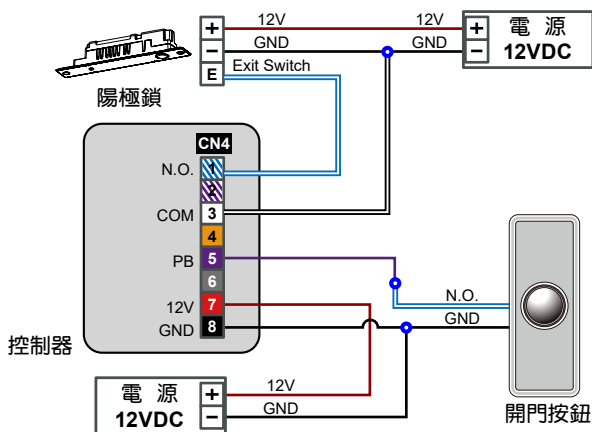 + 12V 12V +
− GND GND −
E Exit Switch
電 源
12VDC
陽極鎖
CN4
N.O. 1
2
COM 3
4
PB 5
6
12V 7
GND 8
控制器
N.O.
GND
開門按鈕
電 源
12VDC
+ 12V
− GND